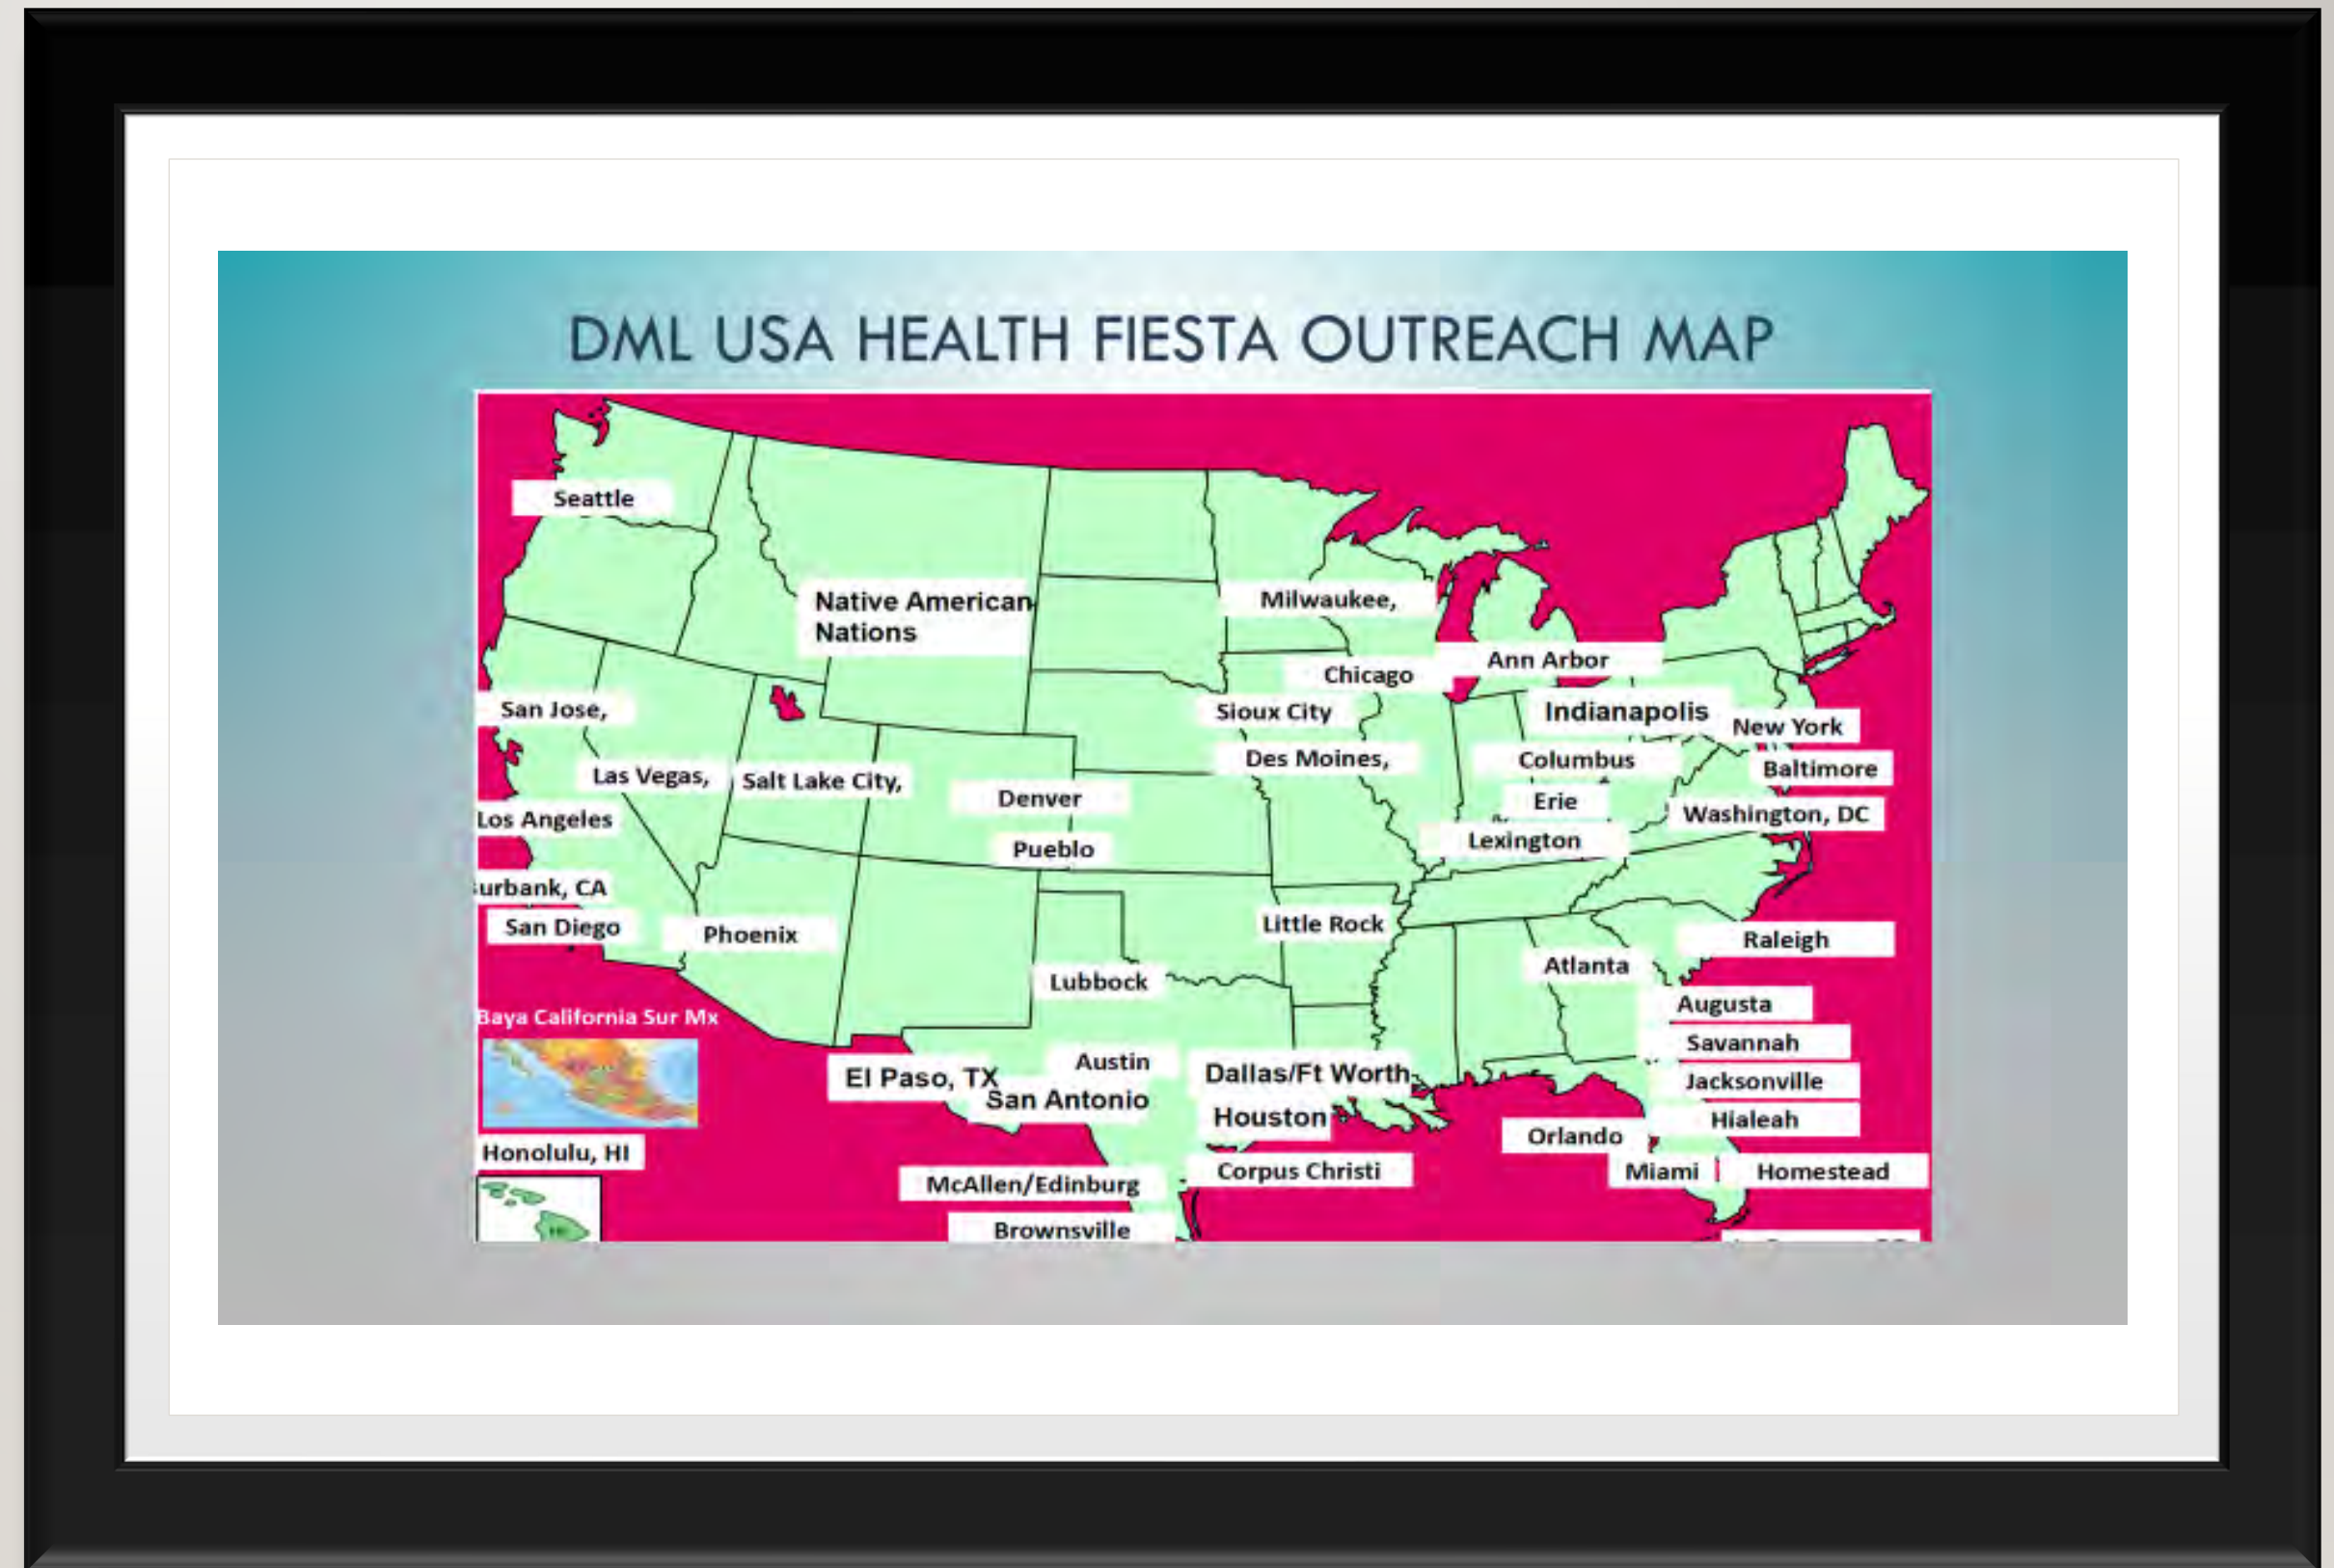 DML USA HEALTH FIESTA OUTREACH MAP
Seattle
Native American
Nations
Milwaukee,
Ann Arbor
Chicago
San Jose,
Sioux City
Indianapolis
New York
Des Moines,
Columbus
Baltimore
Las Vegas,
Salt Lake City,
Denver
Erie
Washington, DC
Los Angeles
Pueblo
Lexington
urbank, CA
San Diego
Phoenix
Little Rock
Raleigh
Lubbock
Atlanta
Augusta
Baya California Sur Mx
Savannah
Austin
El Paso, TX
San Antonio
Dallas/Ft Worth
Jacksonville
Houston
Hialeah
Orlando
Honolulu, HI
Corpus Christi
Miami
Homestead
McAllen/Edinburg
Brownsville